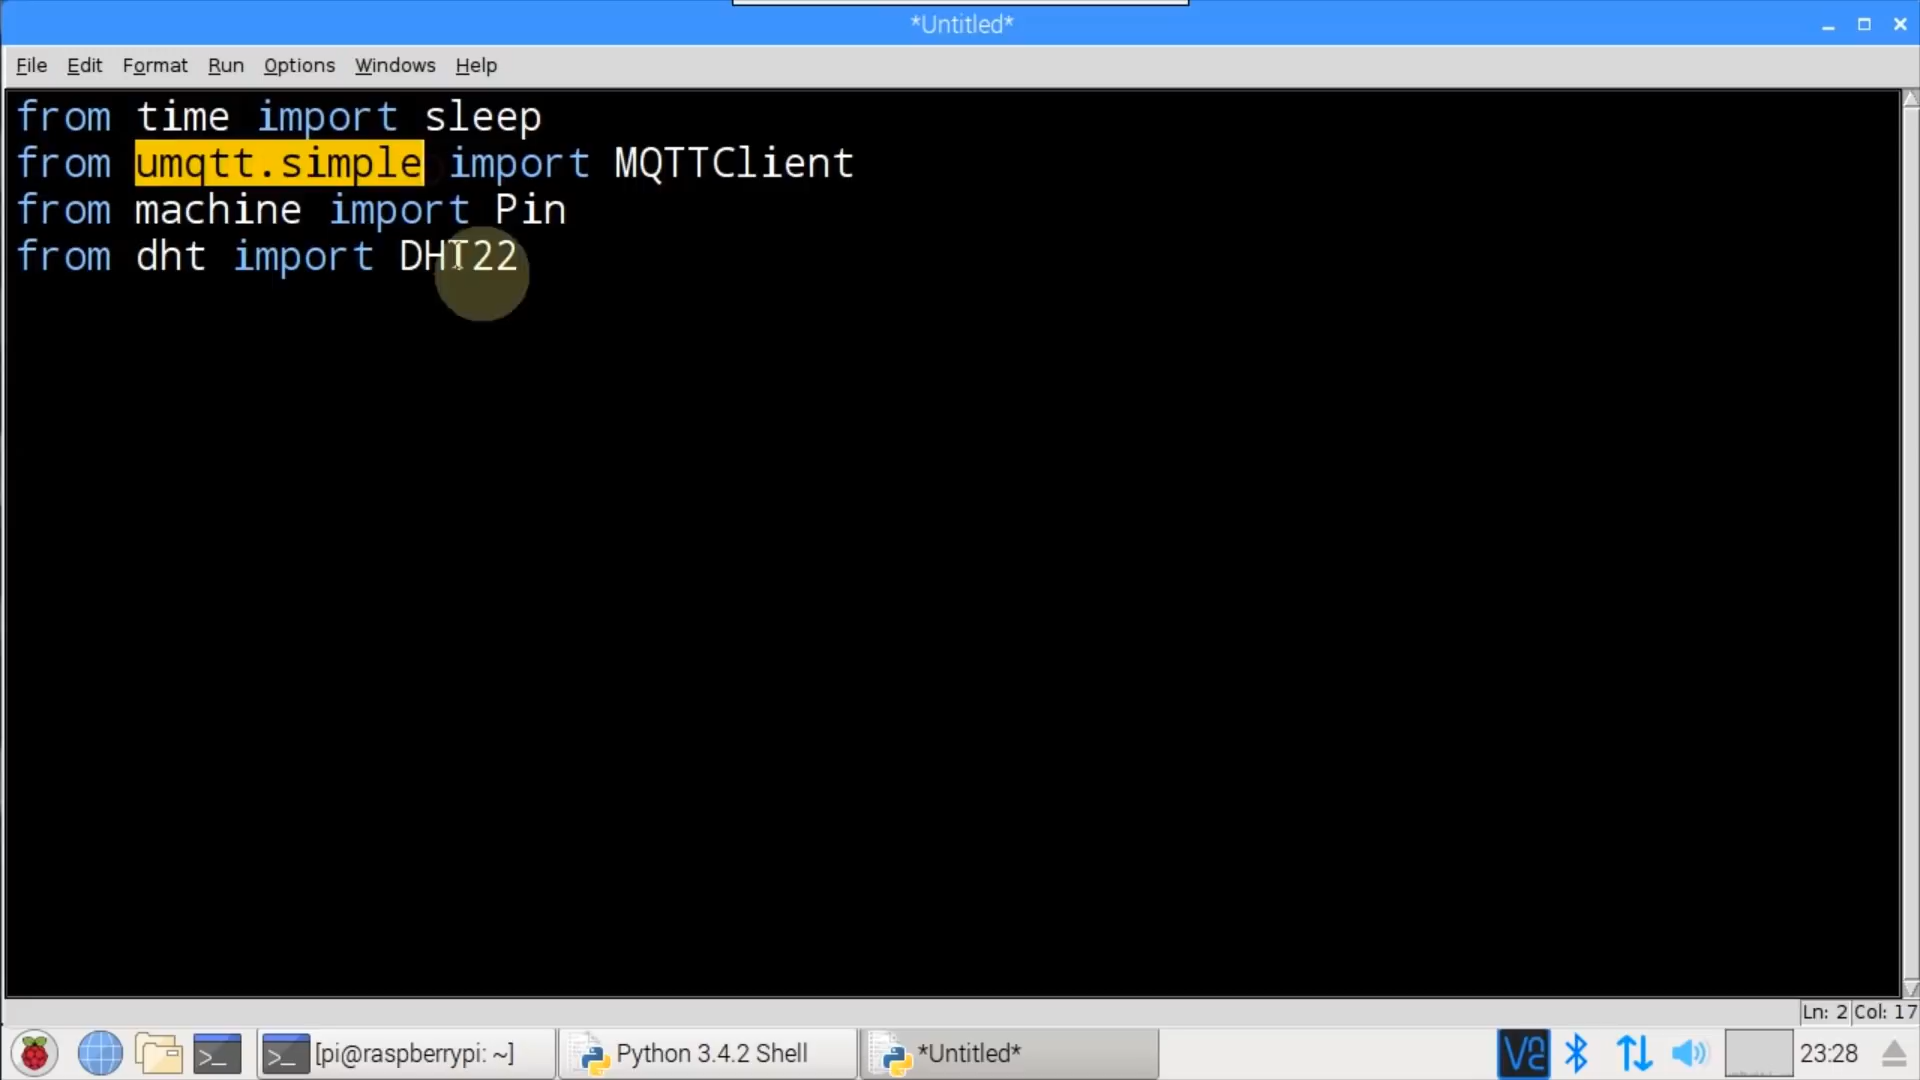 *Untitled*
File Edit Format Run Options Windows Help
from time import sleep
from umqtt.simple import MQTTClient
from machine import Pin
from dht import DHT22
Ln: 2 Col: 17
[pi@raspberrypi: ~] Python 3.4.2 Shell *Untitled* 23:28